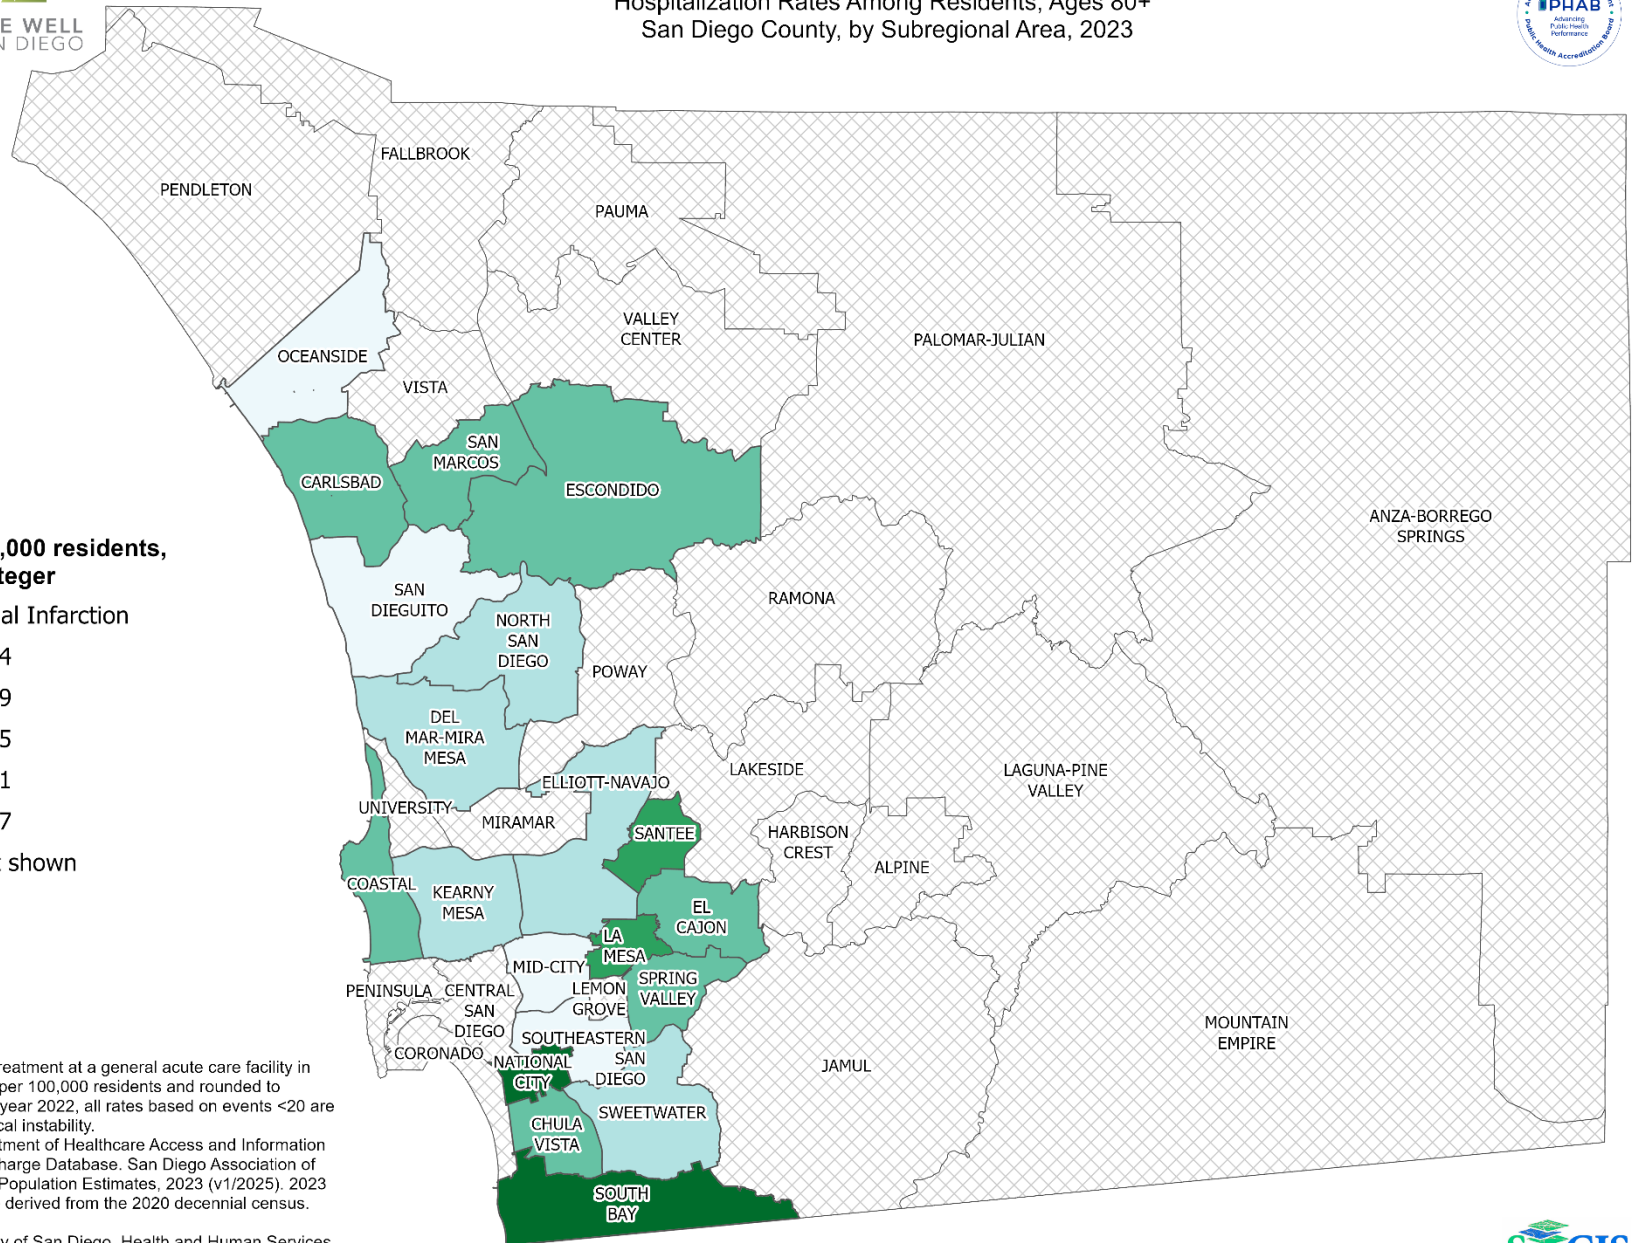 E WELL
N DIEGO
Hospitalization Rates Among Residents, Ages 80+
San Diego County, by Subregional Area, 2023
PHAB
Advancing
Public Health
Performance
Public Health Accreditation Board
FALLBROOK
PENDLETON
PAUMA
VALLEY
CENTER
PALOMAR-JULIAN
OCEANSIDE
VISTA
SAN
MARCOS
CARLSBAD
ESCONDIDO
ANZA-BORREGO
SPRINGS
,000 residents,
teger
al Infarction
4
9
5
1
7
t shown
SAN
DIEGUITO
NORTH
SAN
DIEGO
RAMONA
POWAY
DEL
MAR-MIRA
MESA
ELLIOTT-NAVAJO
LAKESIDE
LAGUNA-PINE
VALLEY
UNIVERSITY
MIRAMAR
SANTEE
HARBISON
CREST
ALPINE
COASTAL
KEARNY
MESA
EL
CAJON
LA
MESA
MID-CITY
SPRING
VALLEY
LEMON
GROVE
PENINSULA
CENTRAL
SAN
DIEGO
SOUTHEASTERN
SAN
DIEGO
CORONADO
NATIONAL
CITY
MOUNTAIN
EMPIRE
JAMUL
SWEETWATER
CHULA
VISTA
SOUTH
BAY
reatment at a general acute care facility in
per 100,000 residents and rounded to
year 2022, all rates based on events <20 are
cal instability.
tment of Healthcare Access and Information
harge Database. San Diego Association of
Population Estimates, 2023 (v1/2025). 2023
derived from the 2020 decennial census.
y of San Diego, Health and Human Services